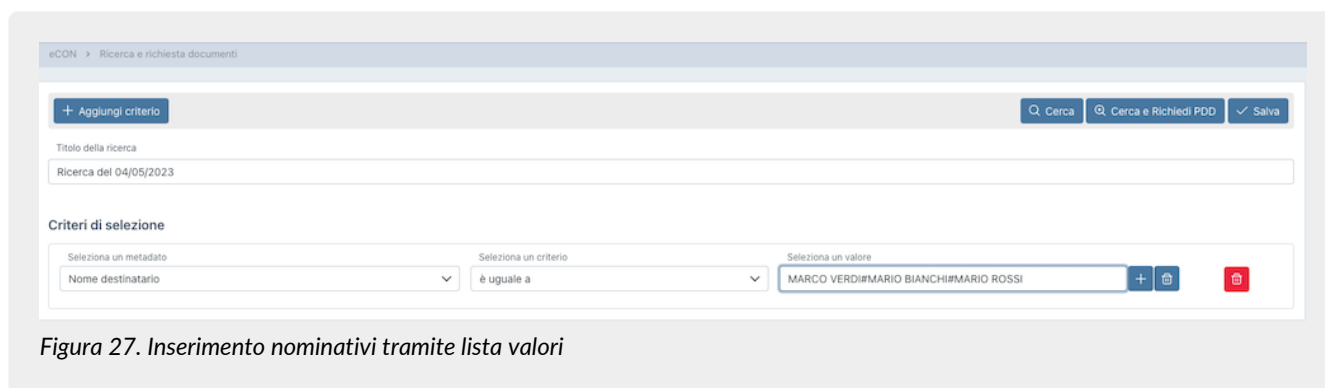 eCON > Ricerca e richiesta documenti
+ Aggiungi criterio
Cerca
Cerca e Richiedi PDD
Salva
Titolo della ricerca
Ricerca del 04/05/2023
Criteri di selezione
Seleziona un metadato
Seleziona un criterio
Seleziona un valore
Nome destinatario
è uguale a
MARCO VERDI#MARIO BIANCHI#MARIO ROSSI
Figura 27. Inserimento nominativi tramite lista valori